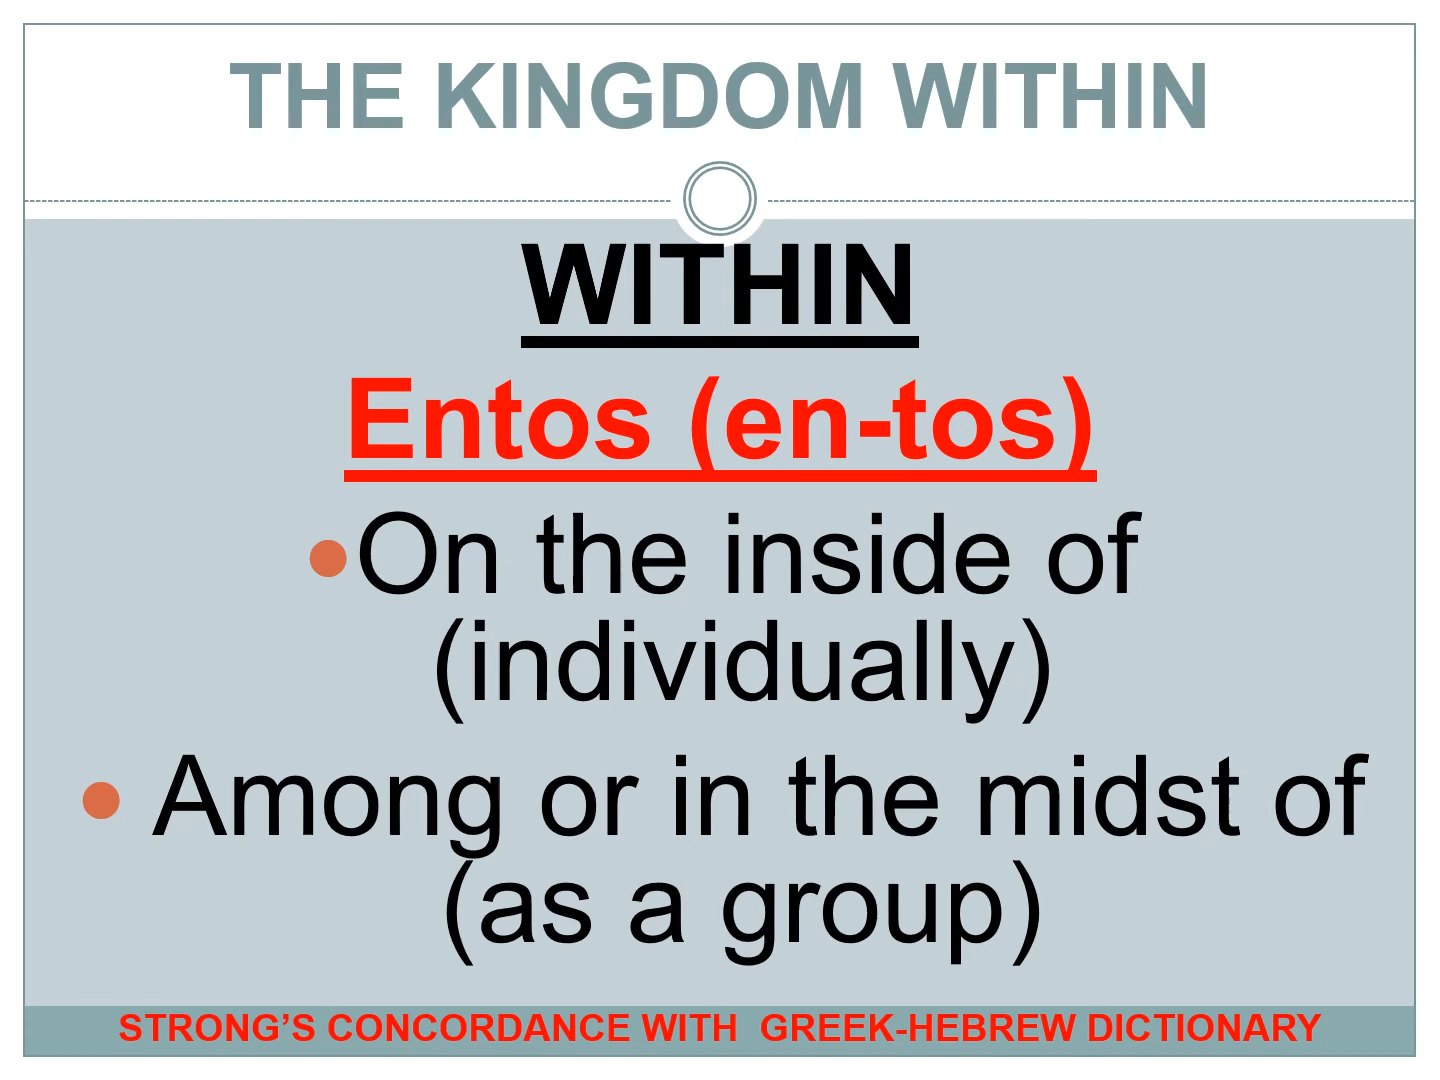 THE KINGDOM WITHIN
WITHIN
Entos (en-tos)
•On the inside of
(individually)
• Among or in the midst of
(as a group)
STRONG’S CONCORDANCE WITH  GREEK-HEBREW DICTIONARY